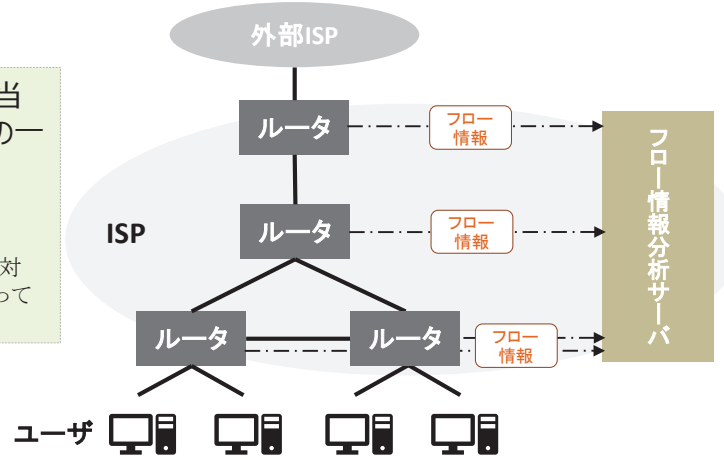 外部ISP
当
の一
対
って
ルータ
フロー
情報
ISP
ルータ
フロー
情報
ルータ
ルータ
フロー
情報
フロー情報分析サーバ
ユーザ